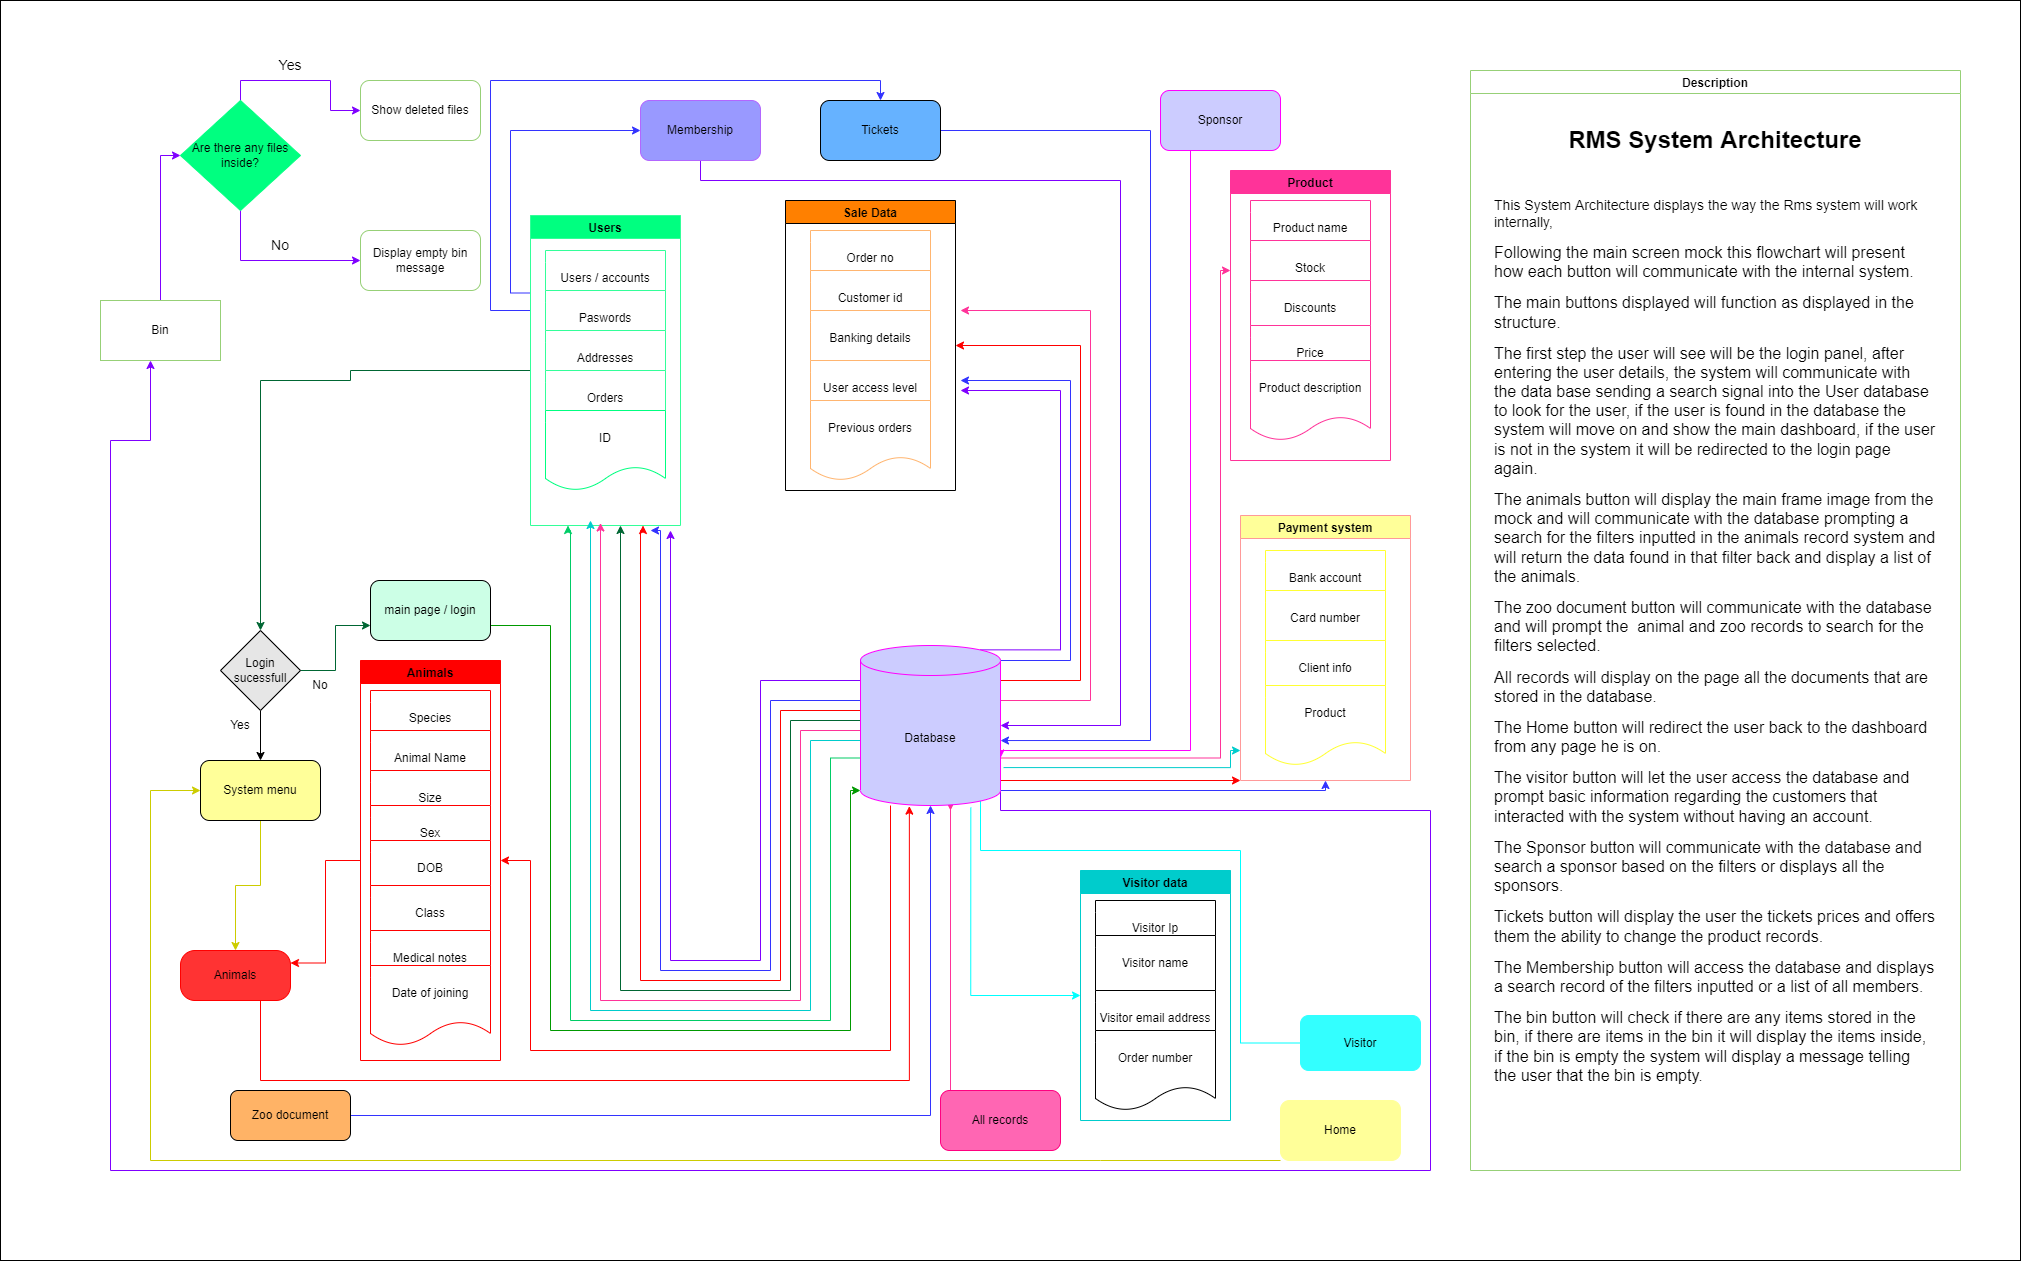 Yes
Show deleted files
Are there any files
inside?
No
Display empty bin
message
Bin
Membership
Tickets
Sponsor
Users
Users / accounts
Paswords
Addresses
Orders
ID
Sale Data
Order no
Customer id
Banking details
User access level
Previous orders
Product
Product name
Stock
Discounts
Price
Product description
Payment system
Bank account
Card number
Client info
Product
main page / login
Login
sucessfull
No
Yes
System menu
Animals
Species
Animal Name
Size
Sex
DOB
Class
Medical notes
Date of joining
Animals
Zoo document
Database
All records
Visitor data
Visitor Ip
Visitor name
Visitor email address
Order number
Visitor
Home
Description
RMS System Architecture
This System Architecture displays the way the Rms system will work
internally,
Following the main screen mock this flowchart will present
how each button will communicate with the internal system.
The main buttons displayed will function as displayed in the
structure.
The first step the user will see will be the login panel, after
entering the user details, the system will communicate with
the data base sending a search signal into the User database
to look for the user, if the user is found in the database the
system will move on and show the main dashboard, if the user
is not in the system it will be redirected to the login page
again.
The animals button will display the main frame image from the
mock and will communicate with the database prompting a
search for the filters inputted in the animals record system and
will return the data found in that filter back and display a list of
the animals.
The zoo document button will communicate with the database
and will prompt the  animal and zoo records to search for the
filters selected.
All records will display on the page all the documents that are
stored in the database.
The Home button will redirect the user back to the dashboard
from any page he is on.
The visitor button will let the user access the database and
prompt basic information regarding the customers that
interacted with the system without having an account.
The Sponsor button will communicate with the database and
search a sponsor based on the filters or displays all the
sponsors.
Tickets button will display the user the tickets prices and offers
them the ability to change the product records.
The Membership button will access the database and displays
a search record of the filters inputted or a list of all members.
The bin button will check if there are any items stored in the
bin, if there are items in the bin it will display the items inside,
if the bin is empty the system will display a message telling
the user that the bin is empty.